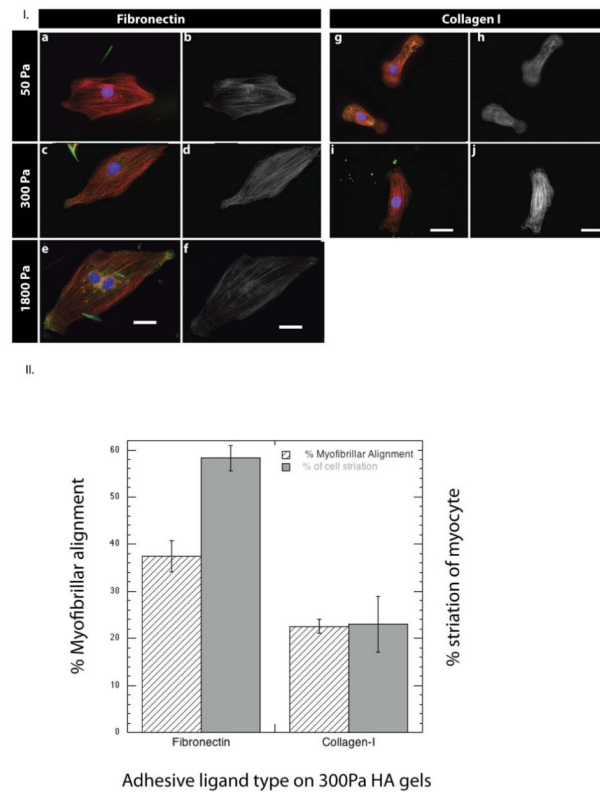 I.
Fibronectin
Collagen I
50 Pa
a
b
g
h
300 Pa
c
d
i
j
1800 Pa
e
f
II.
% Myofibrillar Alignment
% of cell striation
% Myofibrillar alignment
60
50
40
30
20
10
0
% striation of myocyte
Fibronectin
Collagen-I
Adhesive ligand type on 300Pa HA gels